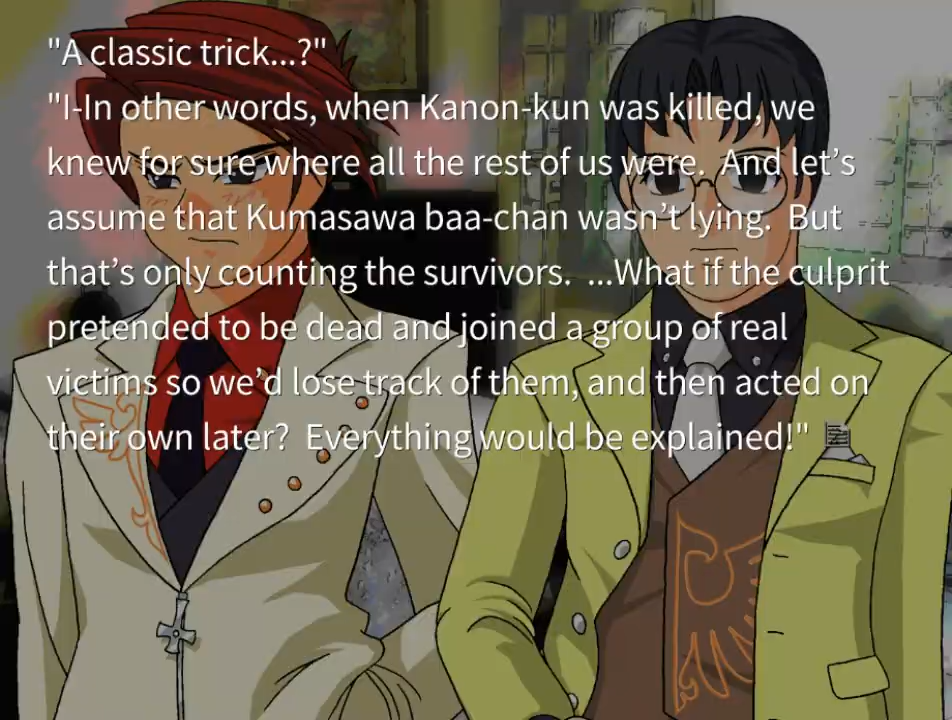 "A classic trick...?"
"I-In other words, when Kanon-kun was killed, we
knew for sure where all the rest of us were.  And let’s
assume that Kumasawa baa-chan wasn’t lying.  But
that’s only counting the survivors.  ...What if the culprit
pretended to be dead and joined a group of real
victims so we’d lose track of them, and then acted on
their own later?  Everything would be explained!"